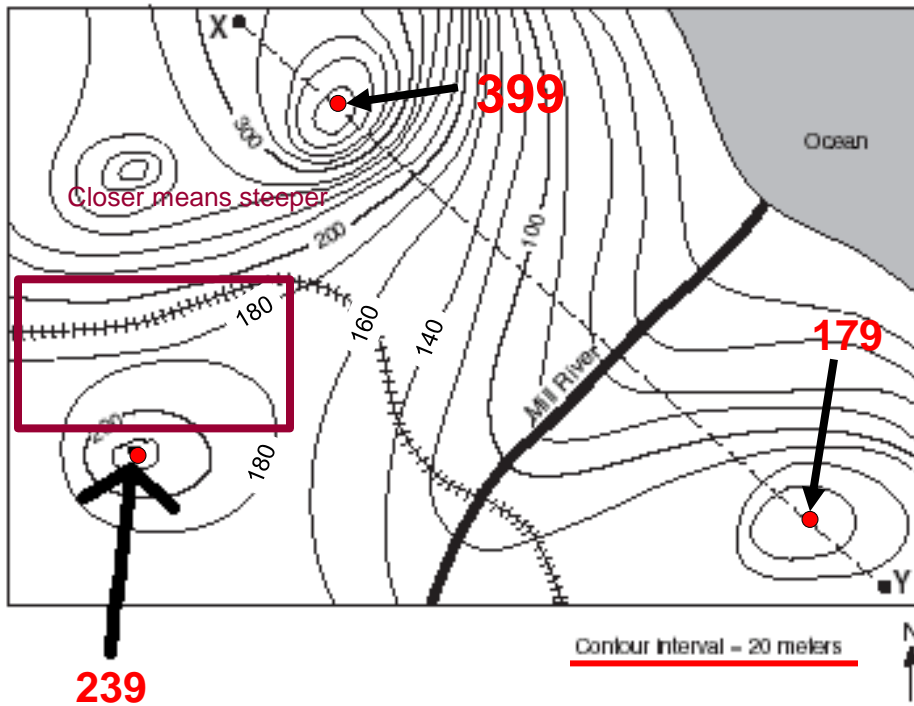 X
399
300
Ocean
Closer means steeper
200
100
180
160
140
179
Mill River
200
180
Y
Contour Interval = 20 meters
N
239